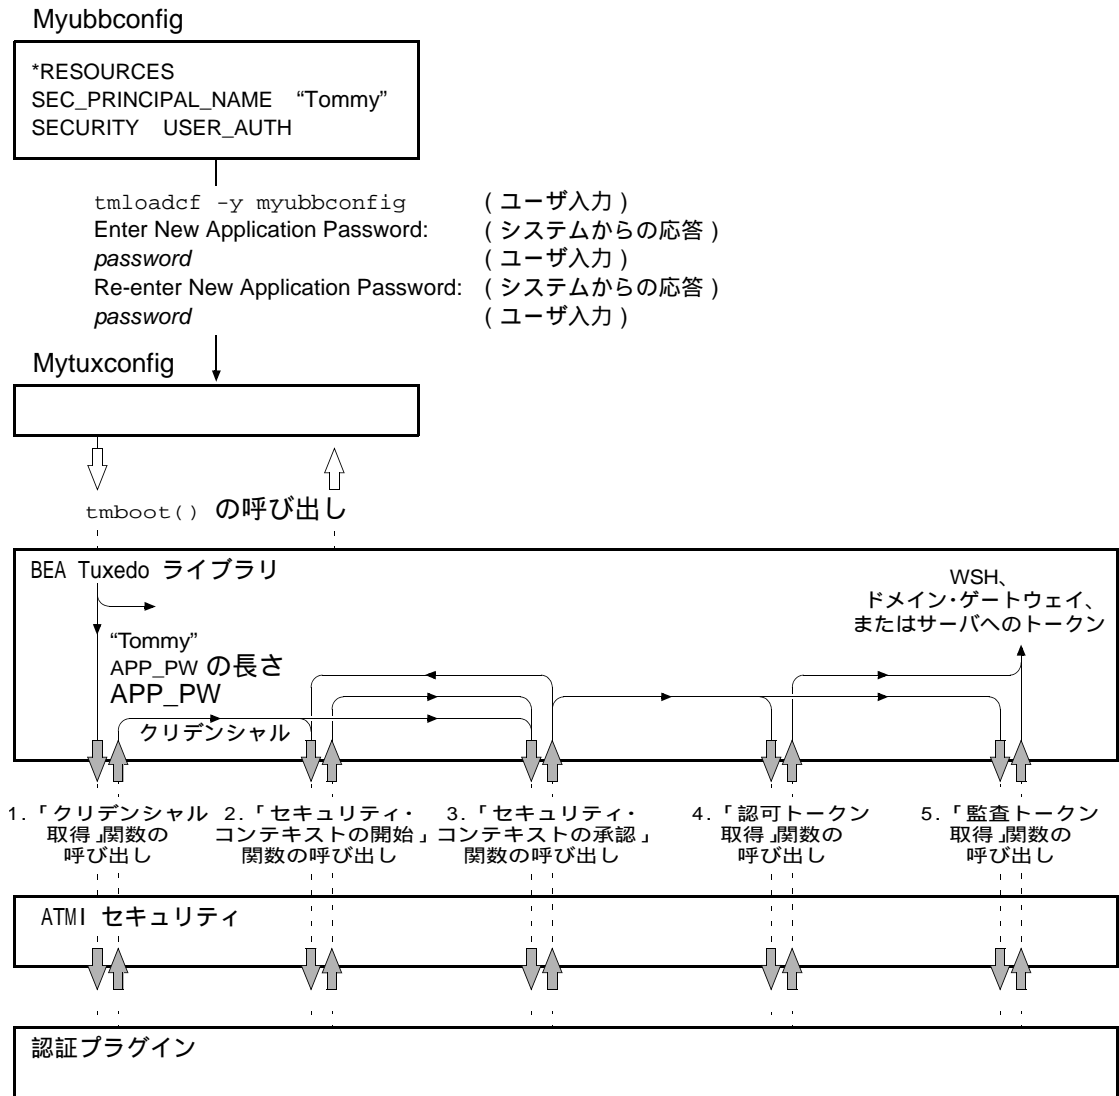 Myubbconfig
*RESOURCES
SEC_PRINCIPAL_NAME “Tommy”
SECURITY USER_AUTH
tmloadcf -y myubbconfig (ユーザ入力)
Enter New Application Password: (システムからの応答)
password (ユーザ入力)
Re-enter New Application Password: (システムからの応答)
password (ユーザ入力)
Mytuxconfig
tmboot() の呼び出し
BEA Tuxedo ライブラリ
WSH、
ドメイン・ゲートウェイ、
またはサーバへのトークン
“Tommy”
APP_PW の長さ
APP_PW
クリデンシャル
1.「クリデンシャル
取得」関数の
呼び出し
2.「セキュリティ・
コンテキストの開始」
関数の呼び出し
3.「セキュリティ・
コンテキストの承認」
関数の呼び出し
4.「認可トークン
取得」関数の
呼び出し
5.「監査トークン
取得」関数の
呼び出し
ATMI セキュリティ
認証プラグイン